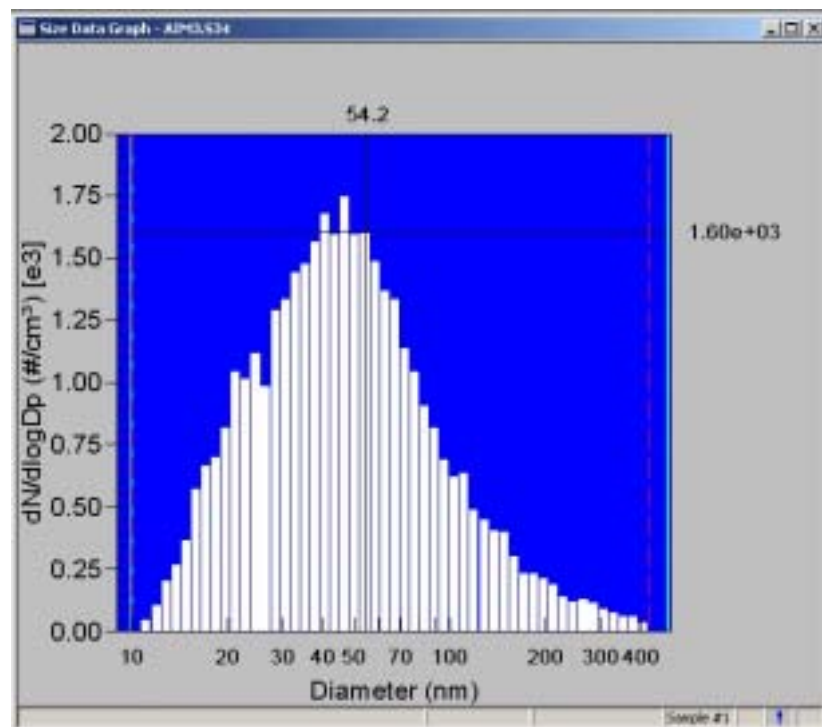 Size Data Graph - AIM3.S34
54.2
2.00
1.75
1.50
1.25
1.00
0.75
0.50
0.25
0.00
dN/dlogDp (#/cm³) [e3]
1.60e+03
10 20 30 40 50 70 100 200 300 400
Diameter (nm)
Sample #1